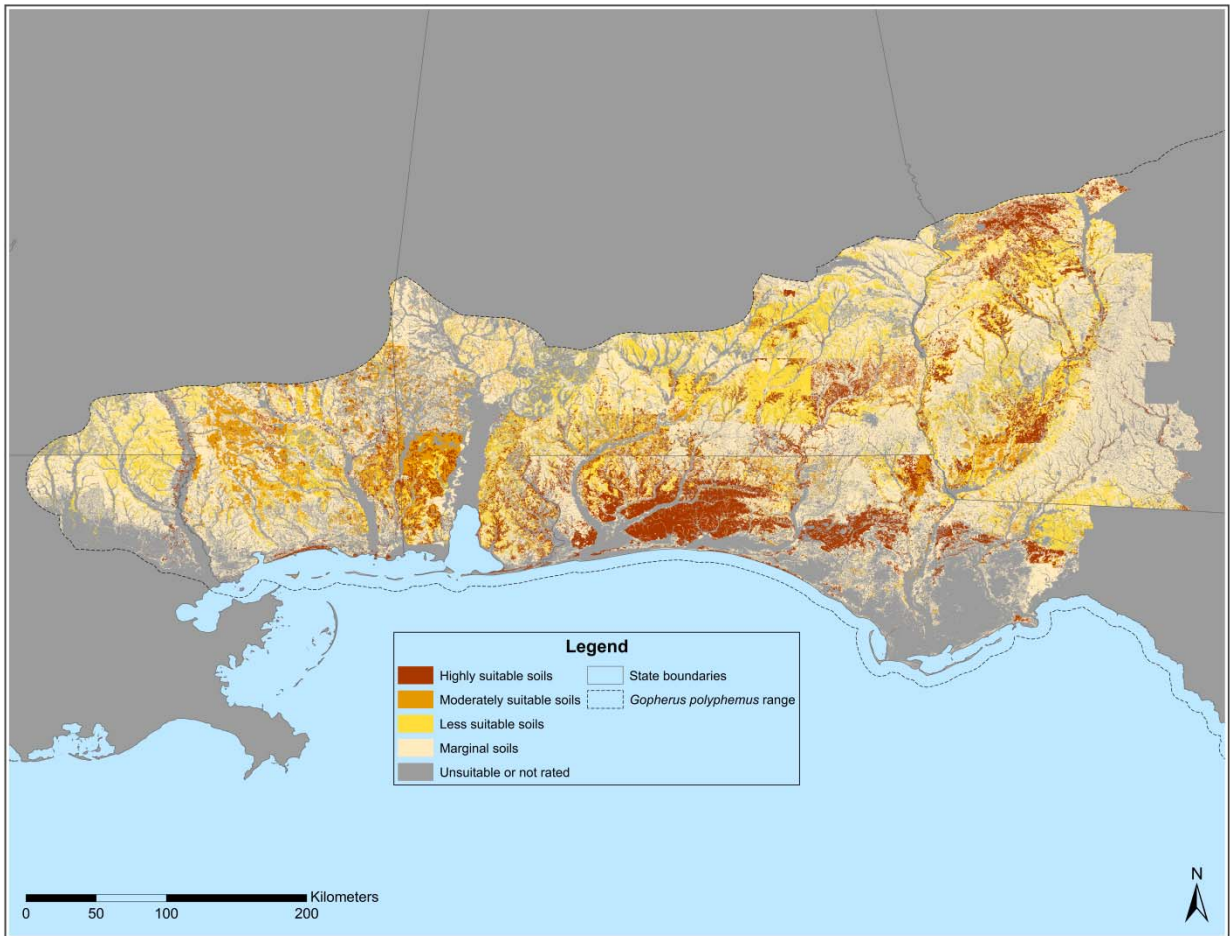 Legend
Highly suitable soils
Moderately suitable soils
Less suitable soils
Marginal soils
Unsuitable or not rated
State boundaries
Gopherus polyphemus range
Kilometers
0 50 100 200
N